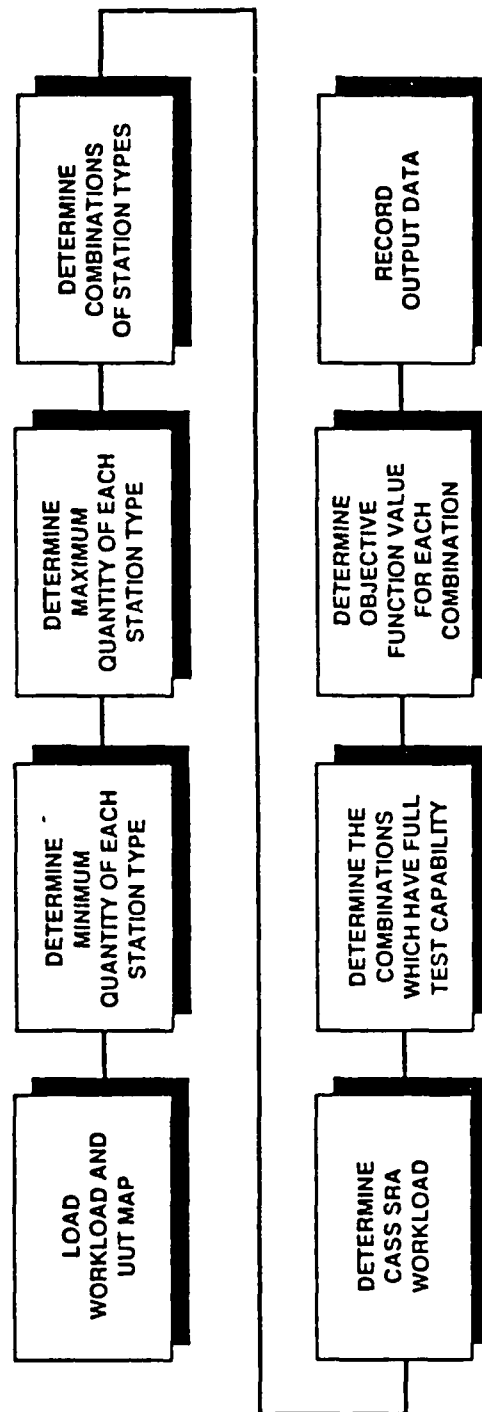 LOAD
WORKLOAD AND
UUT MAP
DETERMINE
MINIMUM
QUANTITY OF EACH
STATION TYPE
DETERMINE
MAXIMUM
QUANTITY OF EACH
STATION TYPE
DETERMINE
COMBINATIONS
OF STATION TYPES
DETERMINE
CASS SRA
WORKLOAD
DETERMINE THE
COMBINATIONS
WHICH HAVE FULL
TEST CAPABILITY
DETERMINE
OBJECTIVE
FUNCTION VALUE
FOR EACH
COMBINATION
RECORD
OUTPUT DATA